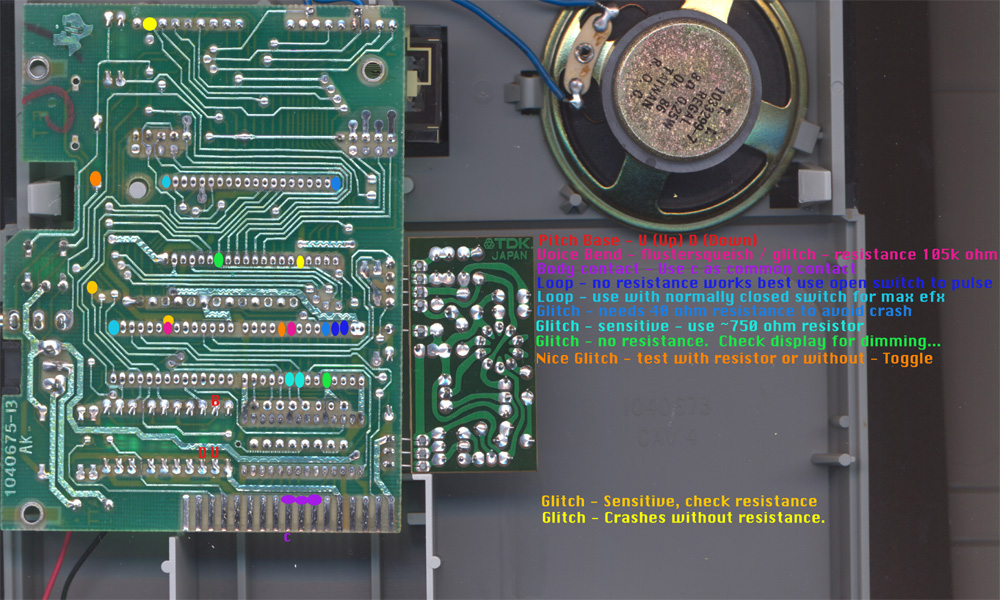 TDK
JAPAN
Pitch Base U (Up) D (Down)
Voice Bend - flustersqueesh / glitch - resistance 105k ohm
Body contact - Use c as common contact
Loop - no resistance works best use open switch to pulse
Loop - use with normally closed switch for max efx
Glitch - needs 48 ohm resistance to avoid crash
Glitch - sensitive - use ~750 ohm resistor
Glitch - no resistance. Check display for dimming...
Nice Glitch - test with resistor or without - Toggle
B
U U
1040675-B
AK-
Glitch - Sensitive, check resistance
Glitch - Crashes without resistance.
C